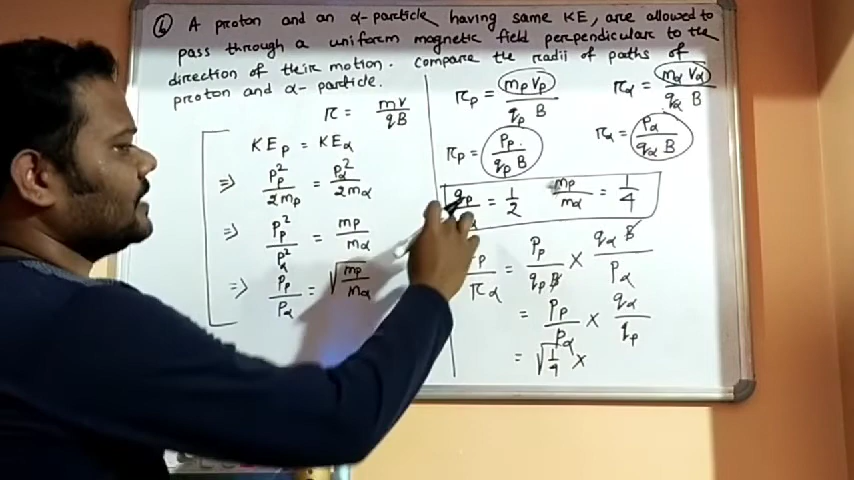 (6) A proton and an α-particle, having same KE, are allowed to
pass through a uniform magnetic field perpendicular to the
direction of their motion. Compare the radii of paths of
proton and α-particle.
r = mv/qB
KEp = KEα
⇒ Pp²/2mp = Pα²/2mα
⇒ Pp²/Pα² = mp/mα
⇒ Pp/Pα = √(mp/mα)
rp = mpvp/qpB    rα = mαvα/qαB
rp = Pp/qpB    rα = Pα/qαB
qp/α = 1/2    mp/mα = 1/4
p/rα = Pp/qpB × qαB/Pα
= Pp/Pα × qα/qp
= √(1/4) ×